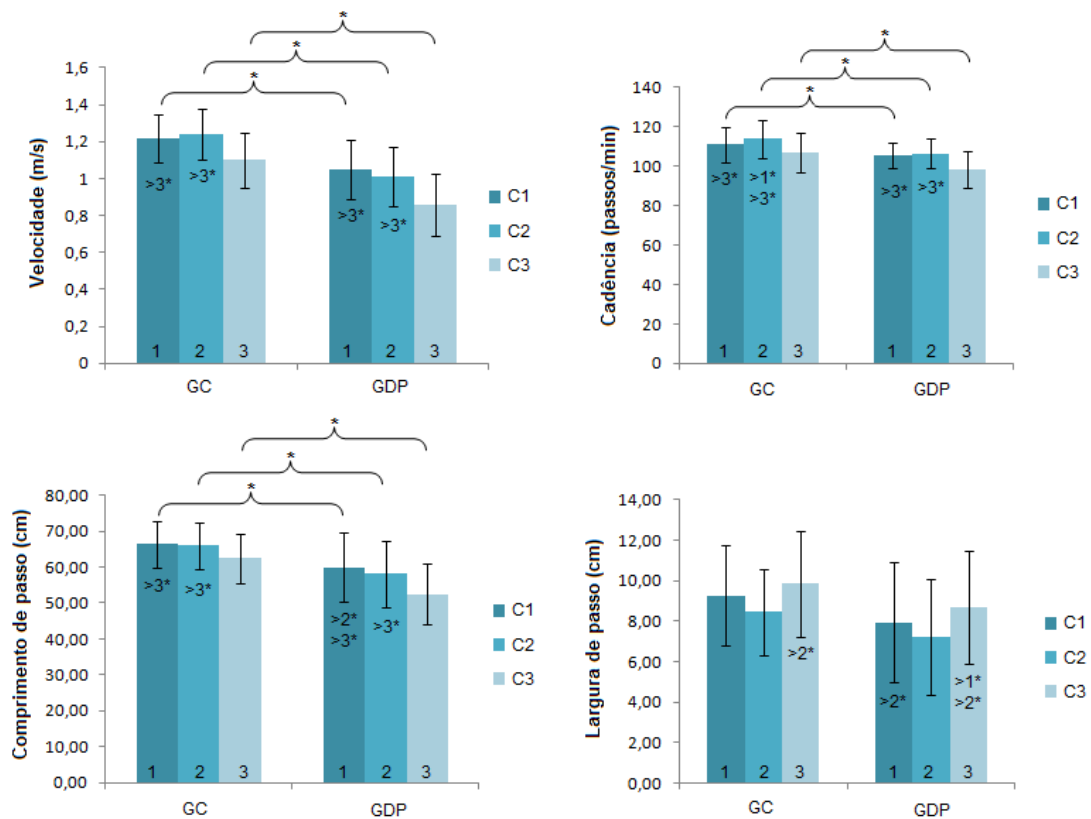 *
*
*
Velocidade (m/s)
1,6
1,4
1,2
1
0,8
0,6
0,4
0,2
0
>3* >3* >3* >3*
1 2 3 1 2 3
GC GDP
C1
C2
C3
*
*
*
Cadência (passos/min)
140
120
100
80
60
40
20
0
>3* >1* >3* >3*
>3*
1 2 3 1 2 3
GC GDP
C1
C2
C3
*
*
*
Comprimento de passo (cm)
80,00
70,00
60,00
50,00
40,00
30,00
20,00
10,00
0,00
>3* >3* >2* >3*
>3*
1 2 3 1 2 3
GC GDP
C1
C2
C3
Largura de passo (cm)
14,00
12,00
10,00
8,00
6,00
4,00
2,00
0,00
>2* >2* >1*
>2*
1 2 3 1 2 3
GC GDP
C1
C2
C3